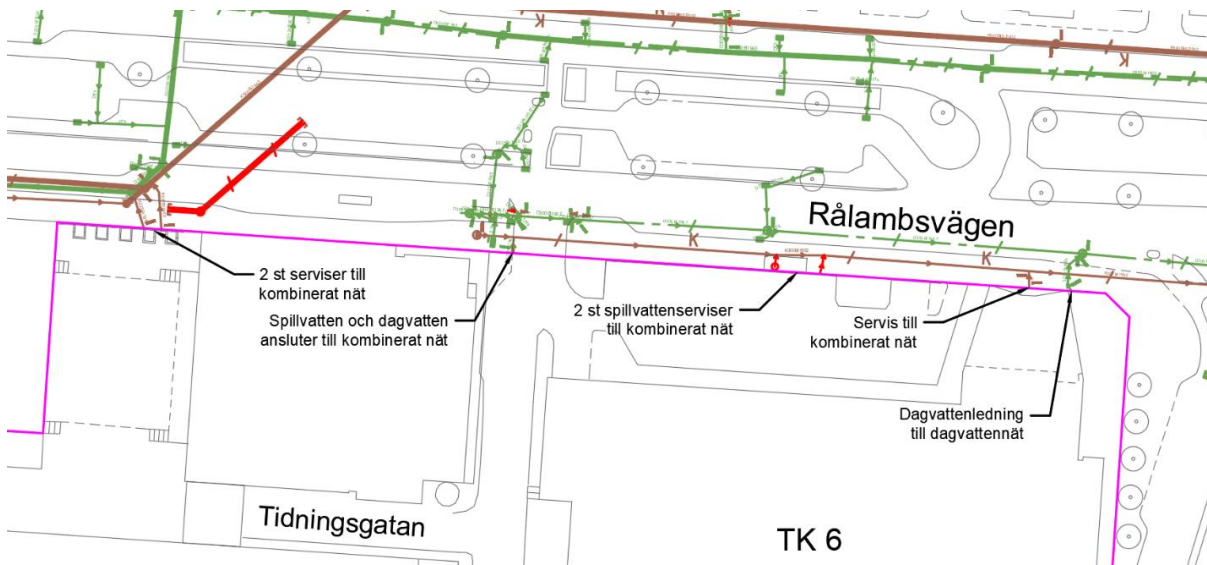 Rålambsvägen
K
K
K
2 st serviser till
kombinerat nät
Spillvatten och dagvatten
ansluter till kombinerat nät
2 st spillvattenserviser
till kombinerat nät
Servis till
kombinerat nät
Dagvattenledning
till dagvattennät
Tidningsgatan
TK 6